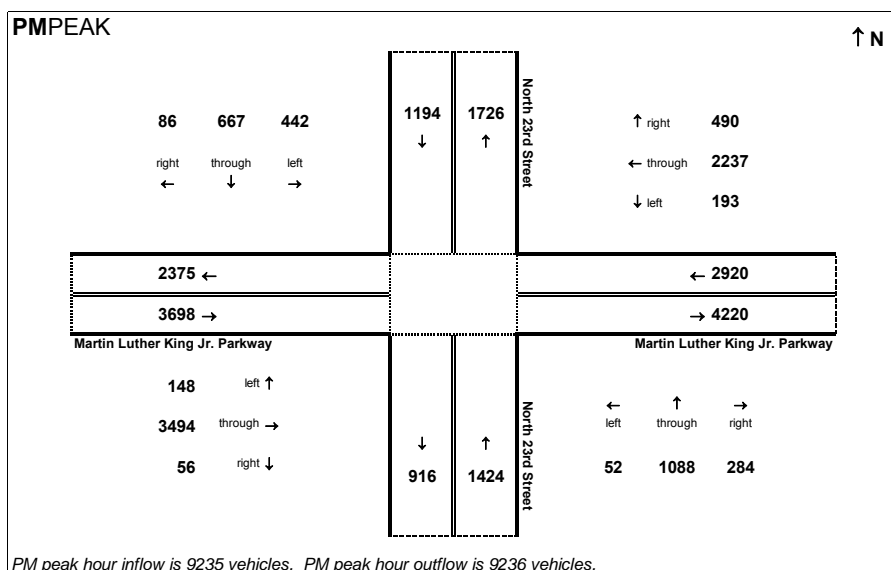 PMPEAK
↑ N
86 667 442
right through left
← ↓ →
1194 1726
↓ ↑
North 23rd Street
↑ right 490
← through 2237
↓ left 193
2375 ←
← 2920
3698 →
→ 4220
Martin Luther King Jr. Parkway
Martin Luther King Jr. Parkway
148 left ↑
3494 through →
56 right ↓
↓ ↑
916 1424
North 23rd Street
← ↑ →
left through right
52 1088 284
PM peak hour inflow is 9235 vehicles. PM peak hour outflow is 9236 vehicles.